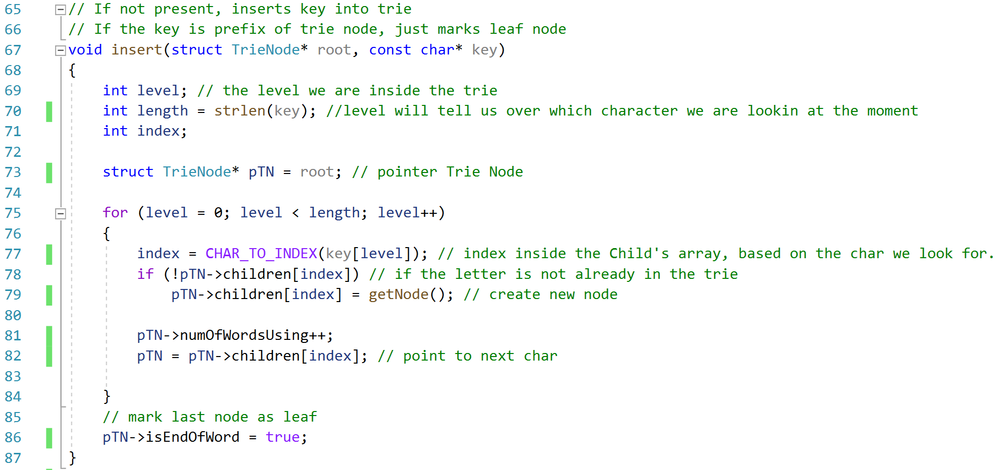 65 // If not present, inserts key into trie
66 // If the key is prefix of trie node, just marks leaf node
67 void insert(struct TrieNode* root, const char* key)
68 {
69     int level; // the level we are inside the trie
70     int length = strlen(key); //level will tell us over which character we are lookin at the moment
71     int index;
72
73     struct TrieNode* pTN = root; // pointer Trie Node
74
75     for (level = 0; level < length; level++)
76     {
77         index = CHAR_TO_INDEX(key[level]); // index inside the Child's array, based on the char we look for.
78         if (!pTN->children[index]) // if the letter is not already in the trie
79             pTN->children[index] = getNode(); // create new node
80
81         pTN->numOfWordsUsing++;
82         pTN = pTN->children[index]; // point to next char
83
84     }
85     // mark last node as leaf
86     pTN->isEndOfWord = true;
87 }